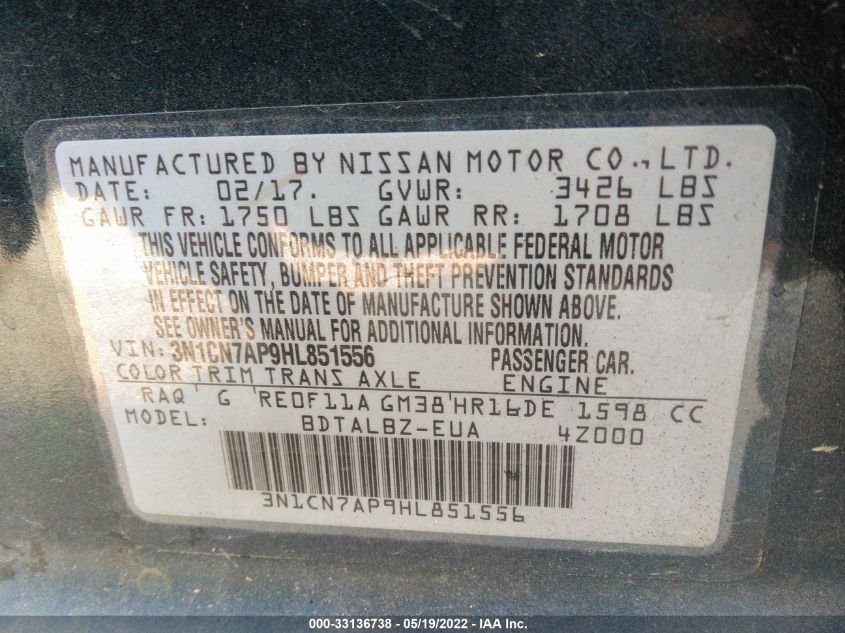 MANUFACTURED BY NISSAN MOTOR CO., LTD.
DATE: 02/17. GVWR: 3426 LBS
GAWR FR: 1750 LBS GAWR RR: 1708 LBS
THIS VEHICLE CONFORMS TO ALL APPLICABLE FEDERAL MOTOR
VEHICLE SAFETY, BUMPER AND THEFT PREVENTION STANDARDS
IN EFFECT ON THE DATE OF MANUFACTURE SHOWN ABOVE.
SEE OWNER'S MANUAL FOR ADDITIONAL INFORMATION.
VIN: 3N1CN7AP9HL851556 PASSENGER CAR.
COLOR TRIM TRANS AXLE ENGINE
RAQ G 'RE0F11A GM38'HR16DE 1598 CC
MODEL: BDTALBZ-EUA 4Z000
3N1CN7AP9HL851556
000-33136738 - 05/19/2022 - IAA Inc.